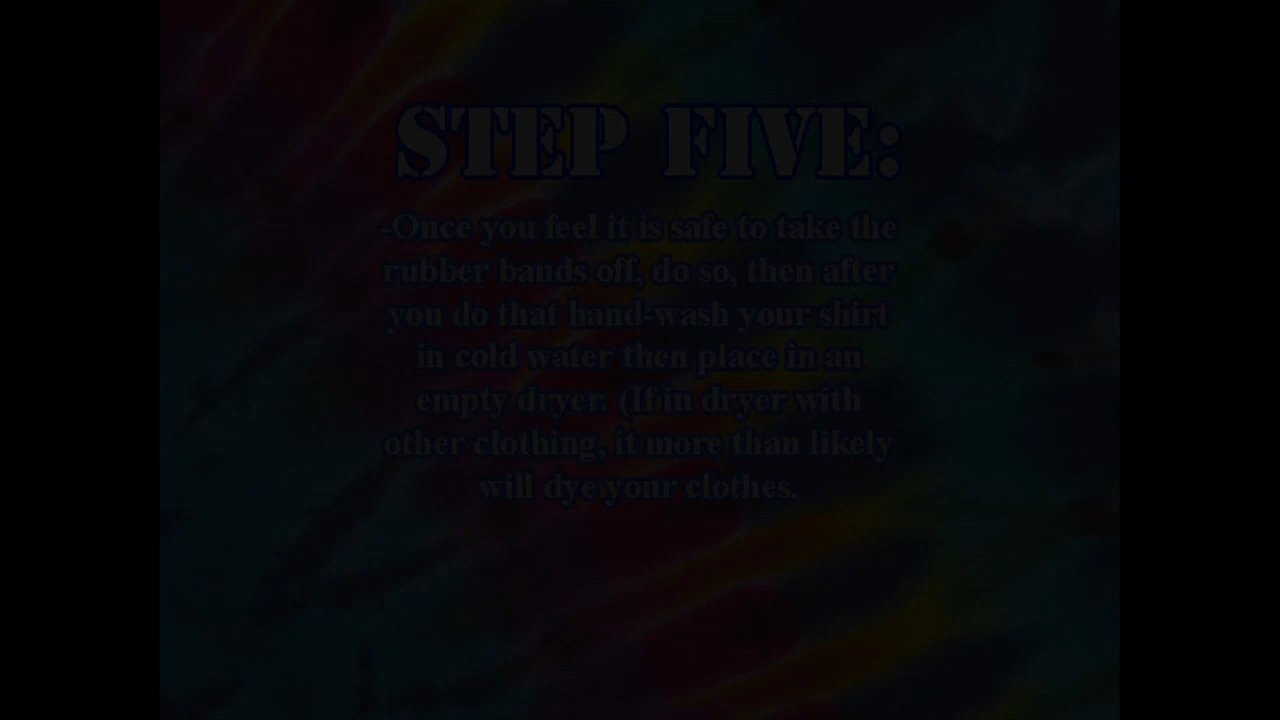 STEP FIVE:
-Once you feel it is safe to take the
rubber bands off, do so, then after
you do that hand-wash your shirt
in cold water then place in an
empty dryer. (If in dryer with
other clothing, it more than likely
will dye your clothes.